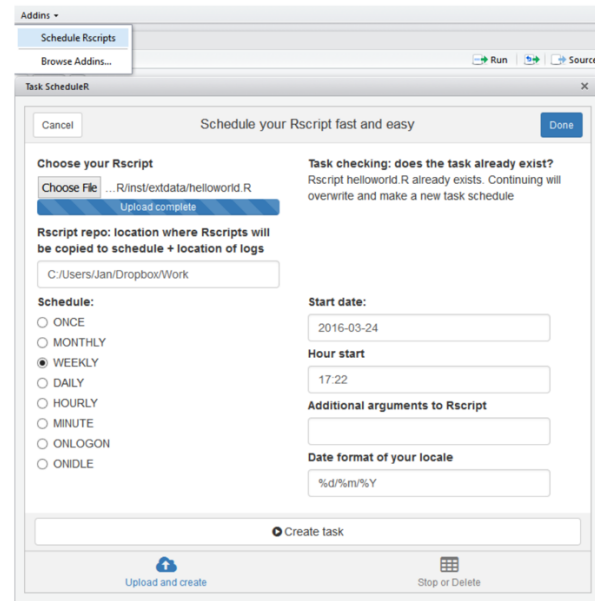 Addins
Schedule Rscripts
Browse Addins...
Run
Source
Task ScheduleR
×
Cancel
Schedule your Rscript fast and easy
Done
Choose your Rscript
Choose File …R/inst/extdata/helloworld.R
Upload complete
Task checking: does the task already exist?
Rscript helloworld.R already exists. Continuing will
overwrite and make a new task schedule
Rscript repo: location where Rscripts will
be copied to schedule + location of logs
C:/Users/Jan/Dropbox/Work
Schedule:
ONCE
MONTHLY
WEEKLY
DAILY
HOURLY
MINUTE
ONLOGON
ONIDLE
Start date:
2016-03-24
Hour start
17:22
Additional arguments to Rscript
Date format of your locale
%d/%m/%Y
Create task
Upload and create
Stop or Delete